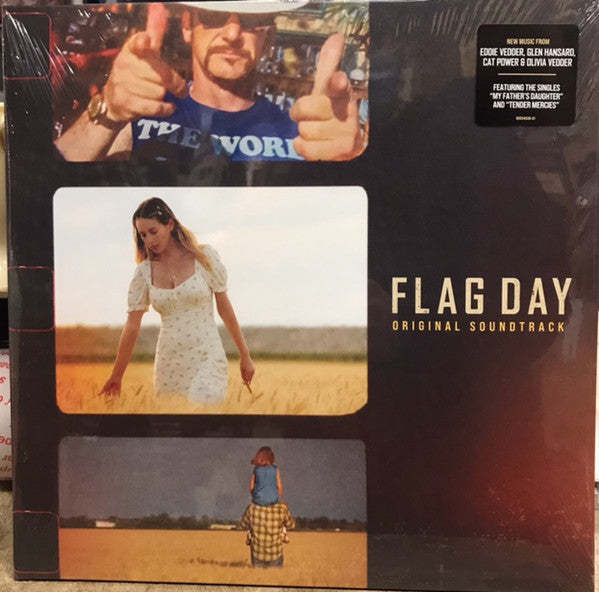 NEW MUSIC FROM
EDDIE VEDDER, GLEN HANSARD,
CAT POWER & OLIVIA VEDDER
FEATURING THE SINGLES
"MY FATHER'S DAUGHTER"
AND "TENDER MERCIES"
THE WORL
FLAG DAY
ORIGINAL SOUNDTRACK